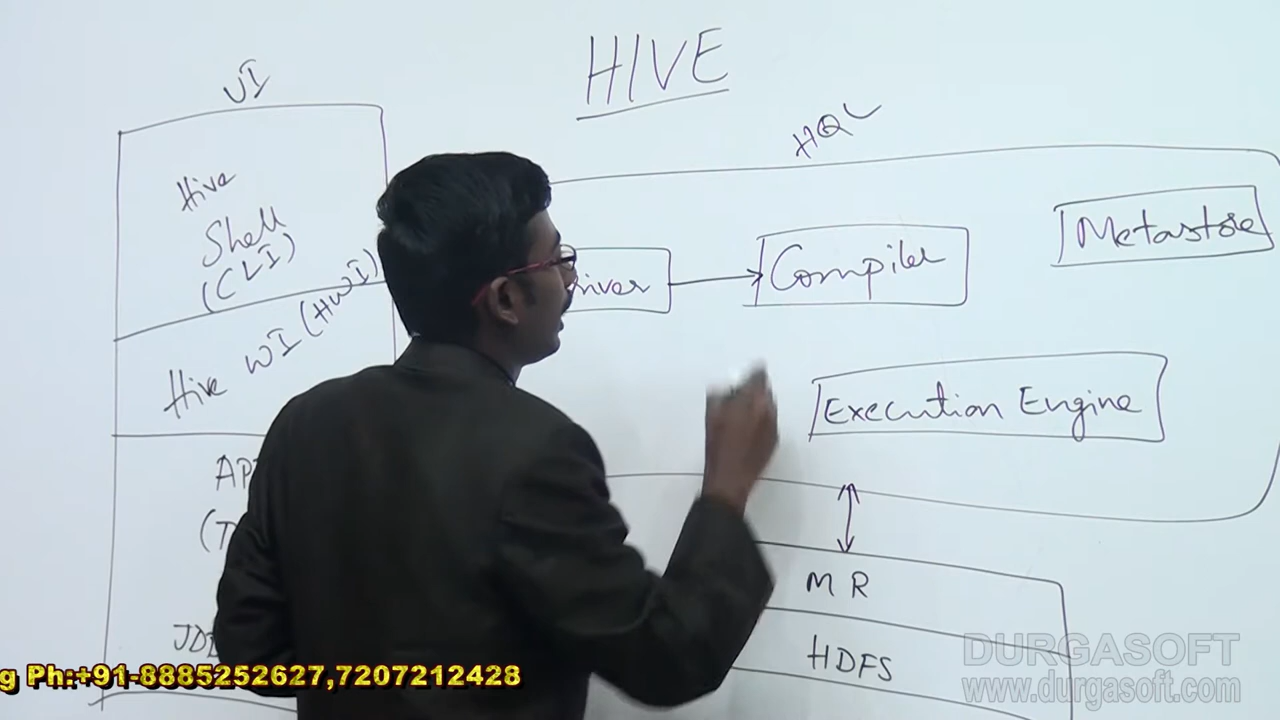 HIVE
UI
Hive
Shell
(CLI)
Hive WI (HWI)
HQL
Compiler
Metastore
Execution Engine
MR
HDFS
g Ph:+91-8885252627,7207212428
DURGASOFT
www.durgasoft.com